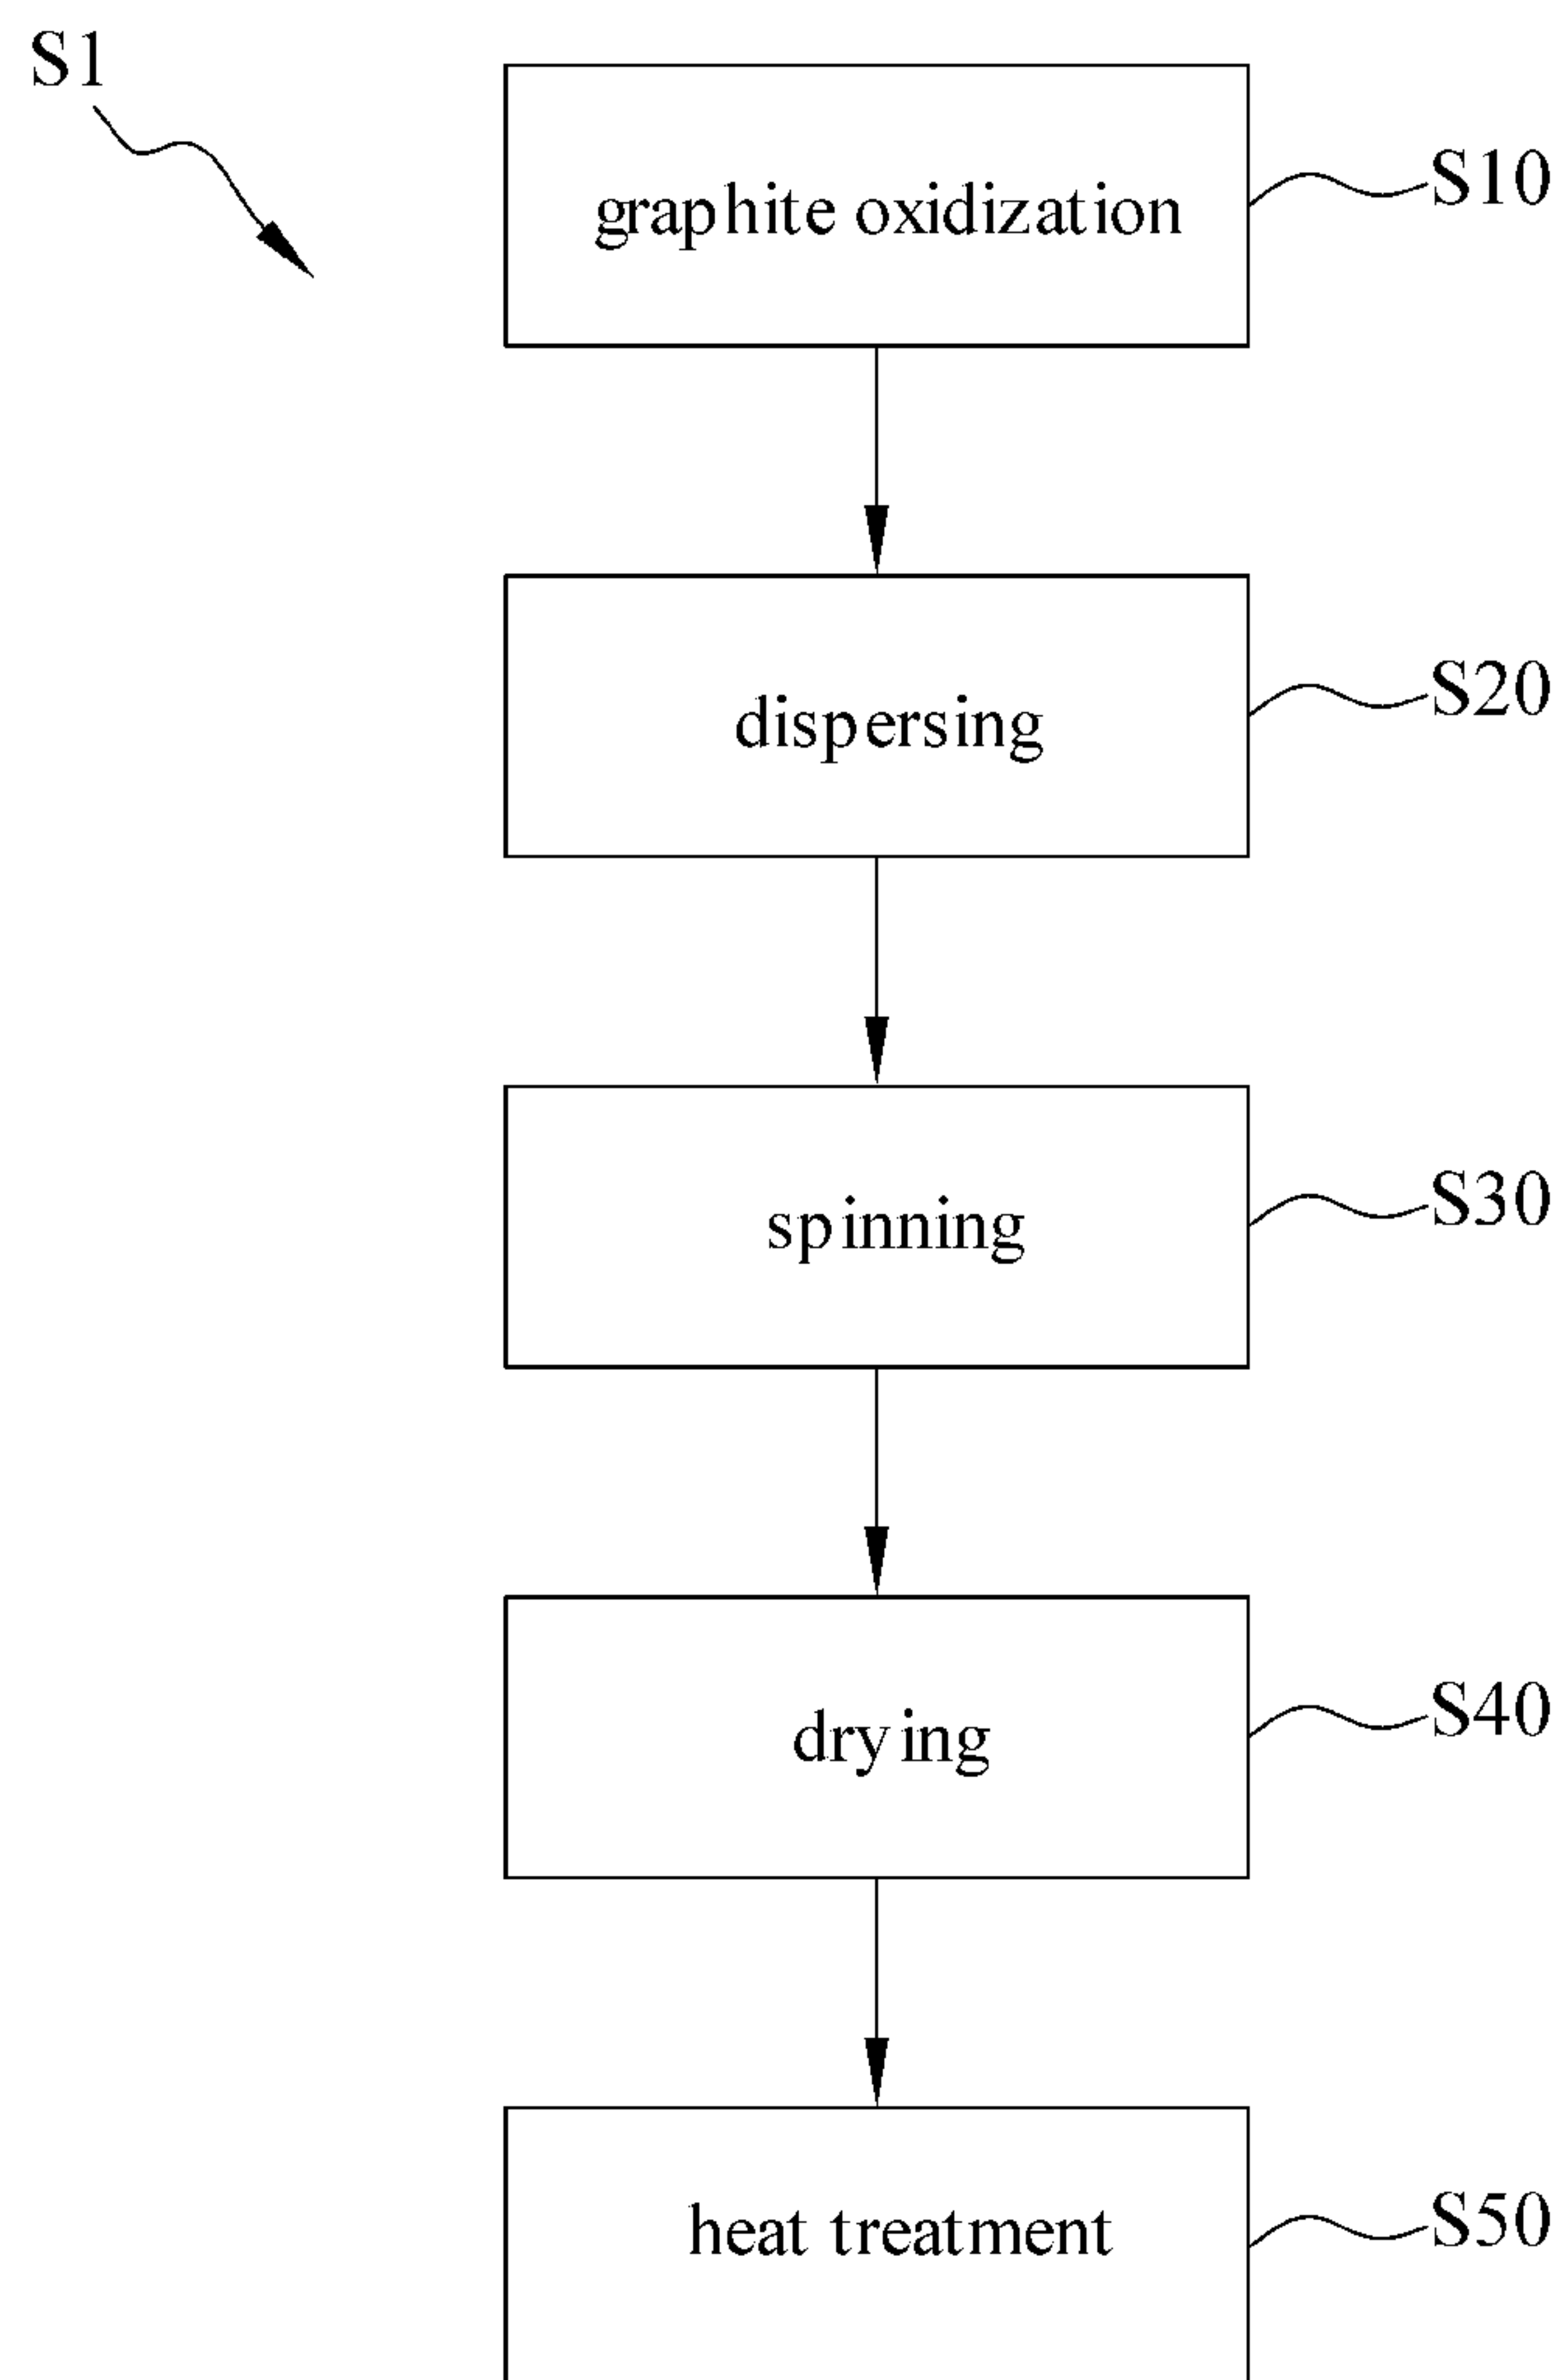 S1
graphite oxidization
S10
dispersing
S20
spinning
S30
drying
S40
heat treatment
S50